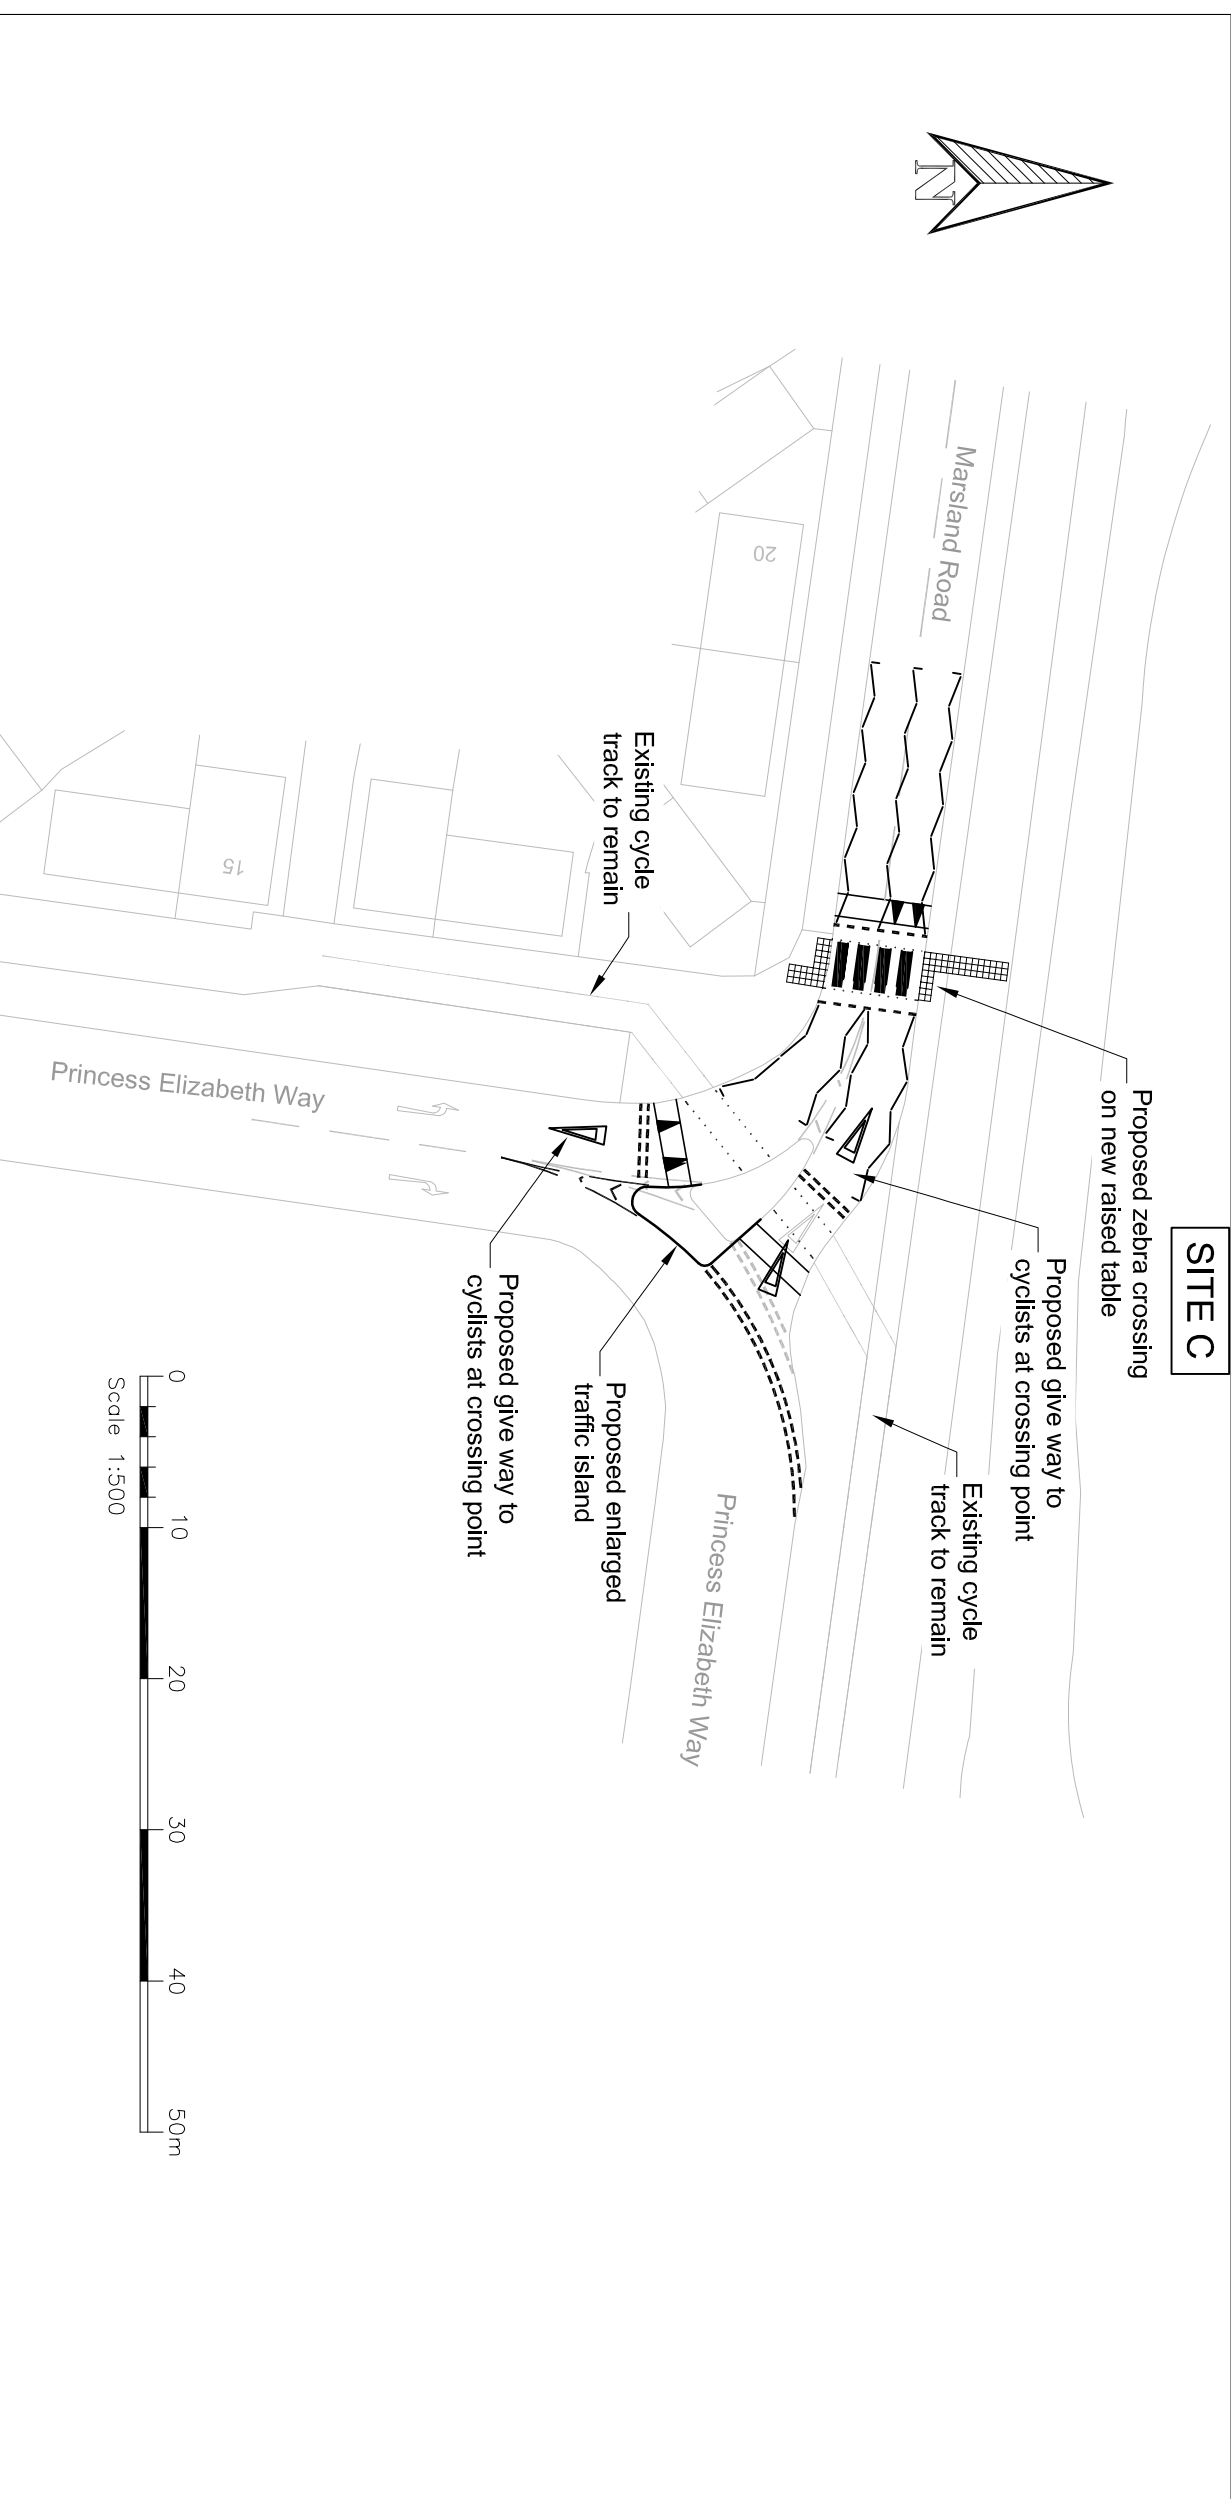 SITE C
N
Proposed zebra crossing
on new raised table
Proposed give way to
cyclists at crossing point
Existing cycle
track to remain
Marsland Road
20
Existing cycle
track to remain
Princess Elizabeth Way
Proposed enlarged
traffic island
Proposed give way to
cyclists at crossing point
15
Princess Elizabeth Way
0 10 20 30 40 50m
Scale 1:500